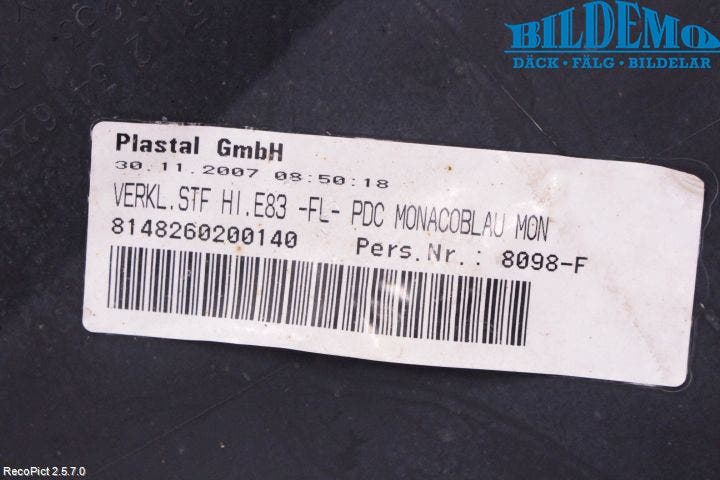 BILDEMO
DÄCK • FÄLG • BILDELAR
Plastal GmbH
30.11.2007 08:50:18
VERKL.STF HI.E83 -FL- PDC MONACOBLAU MON
8148260200140 Pers.Nr.: 8098-F
RecoPict 2.5.7.0